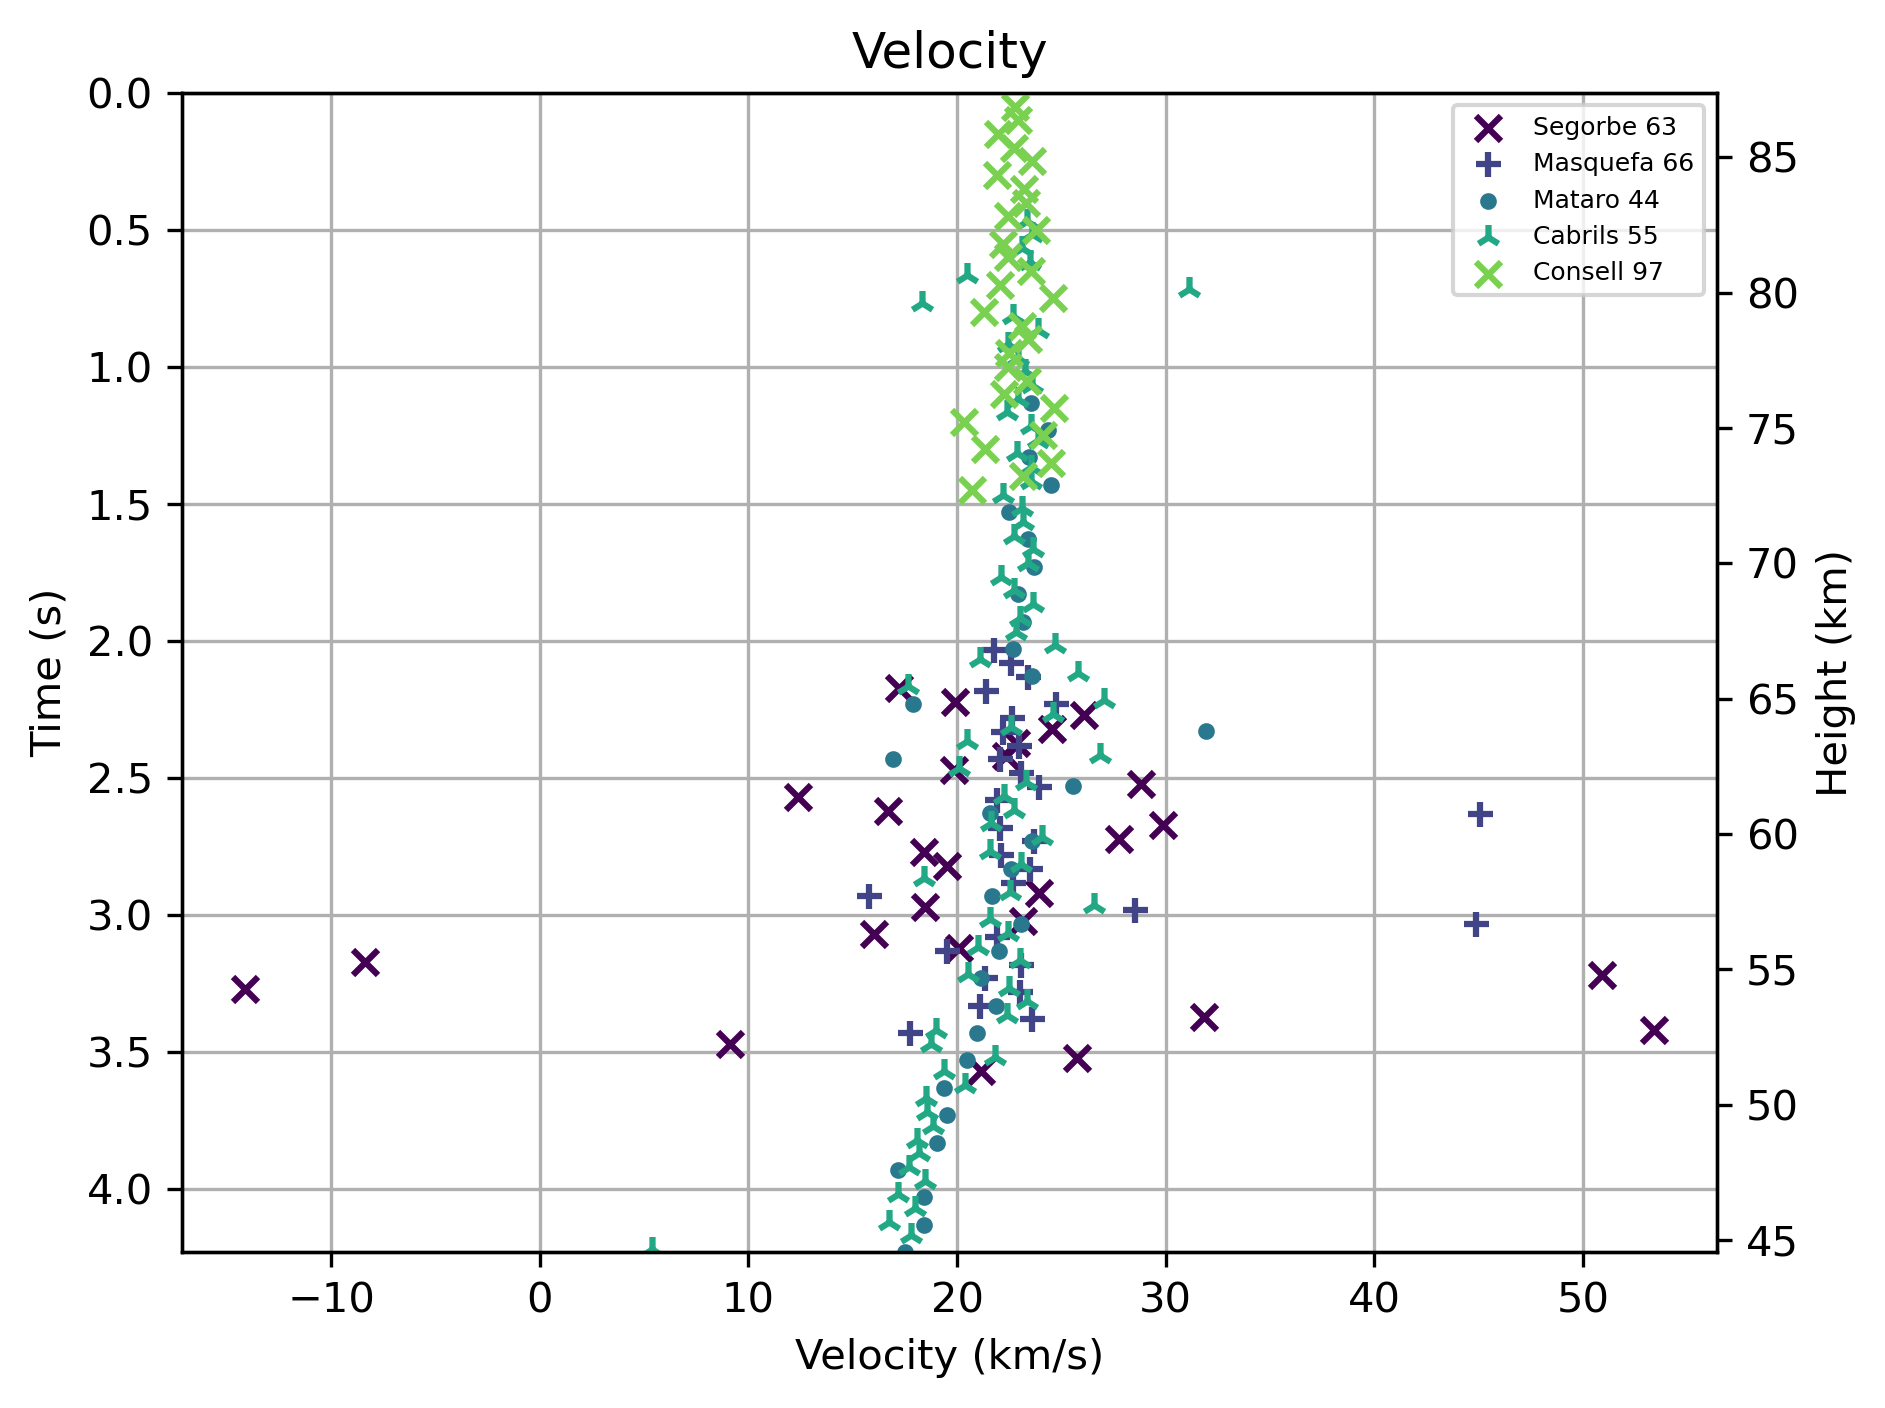 Velocity
0.0
0.5
1.0
1.5
2.0
2.5
3.0
3.5
4.0
Time (s)
Segorbe 63
Masquefa 66
Mataro 44
Cabrils 55
Consell 97
85
80
75
70
65
60
55
50
45
Height (km)
−10 0 10 20 30 40 50
Velocity (km/s)